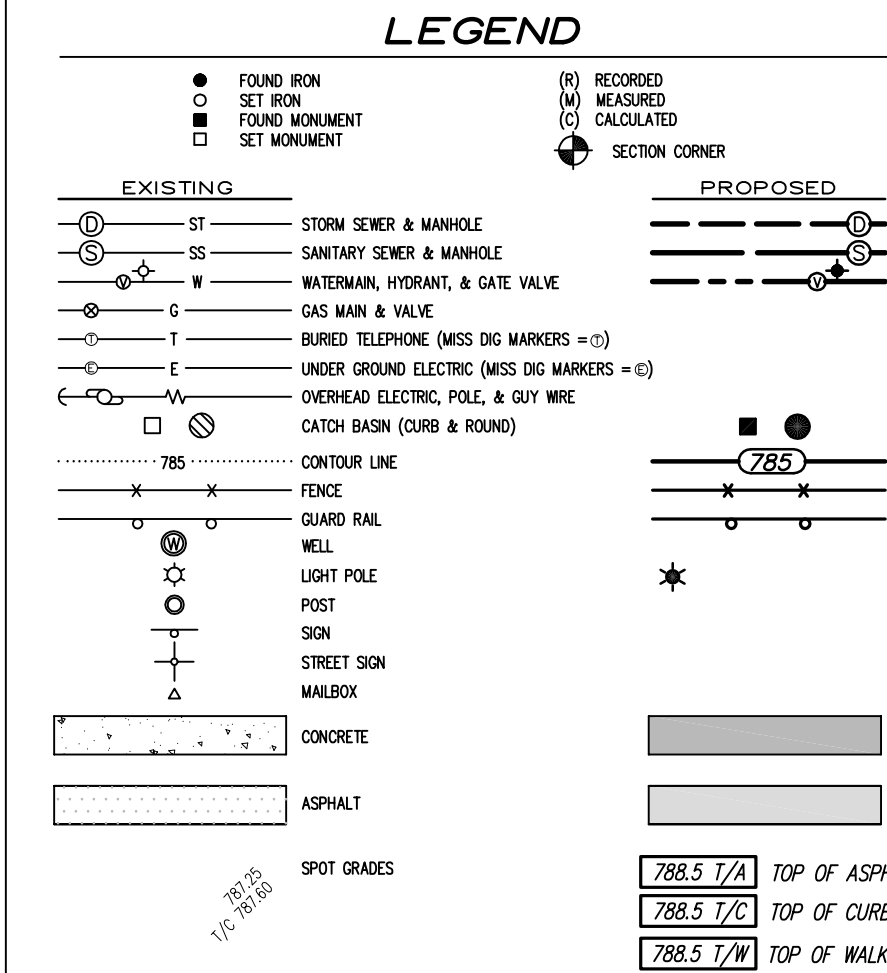 LEGEND
FOUND IRON
SET IRON
FOUND MONUMENT
SET MONUMENT
(R) RECORDED
(M) MEASURED
(C) CALCULATED
SECTION CORNER
EXISTING PROPOSED
D ST STORM SEWER & MANHOLE D
S SS SANITARY SEWER & MANHOLE S
V W WATERMAIN, HYDRANT, & GATE VALVE V
G GAS MAIN & VALVE
T T BURIED TELEPHONE (MISS DIG MARKERS = T)
E E UNDER GROUND ELECTRIC (MISS DIG MARKERS = E)
OVERHEAD ELECTRIC, POLE, & GUY WIRE
CATCH BASIN (CURB & ROUND)
785 CONTOUR LINE 785
FENCE
GUARD RAIL
W WELL
LIGHT POLE
POST
SIGN
STREET SIGN
MAILBOX
CONCRETE
ASPHALT
SPOT GRADES
787.25
T/C 787.60
788.5 T/A TOP OF ASPH
788.5 T/C TOP OF CURB
788.5 T/W TOP OF WALK